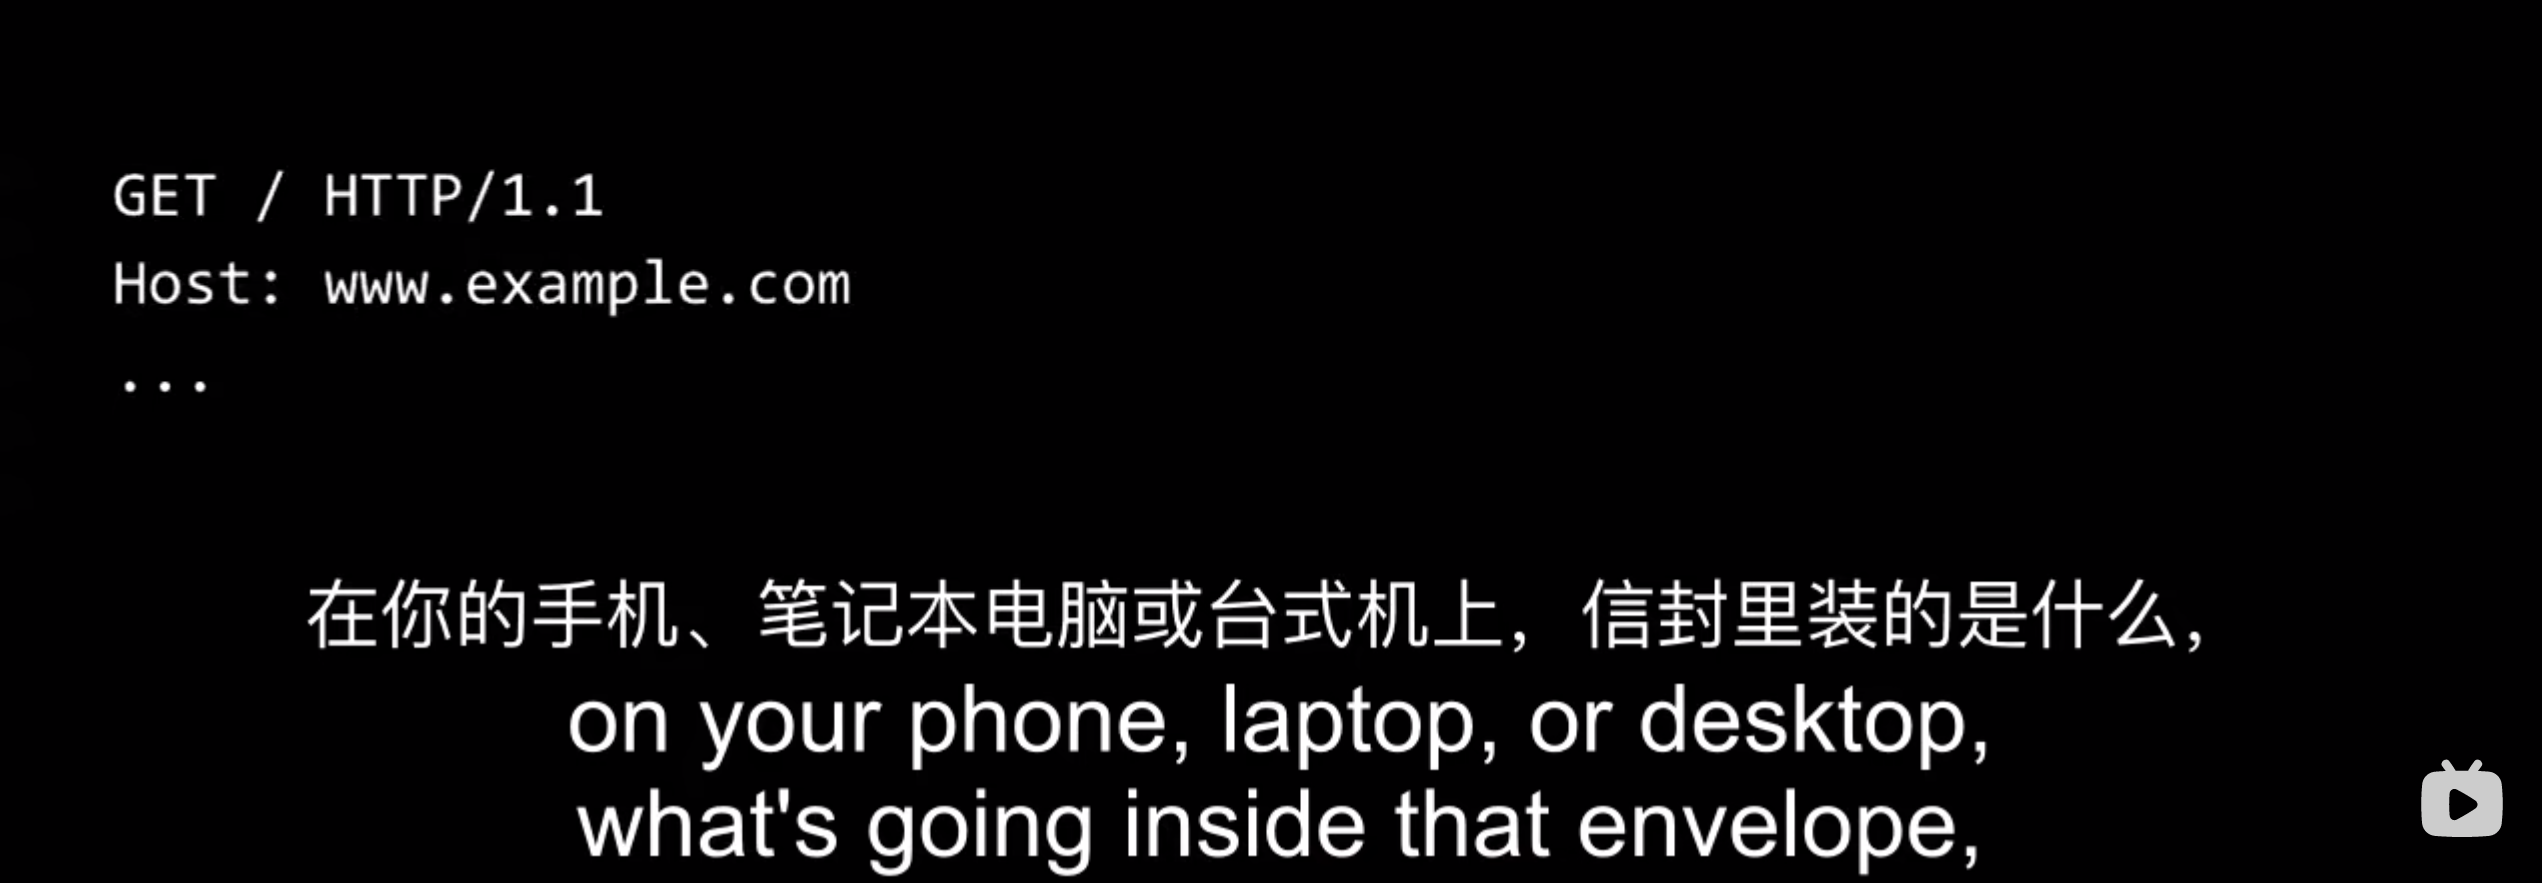 GET / HTTP/1.1
Host: www.example.com
...
在你的手机、笔记本电脑或台式机上，信封里装的是什么，
on your phone, laptop, or desktop,
what's going inside that envelope,